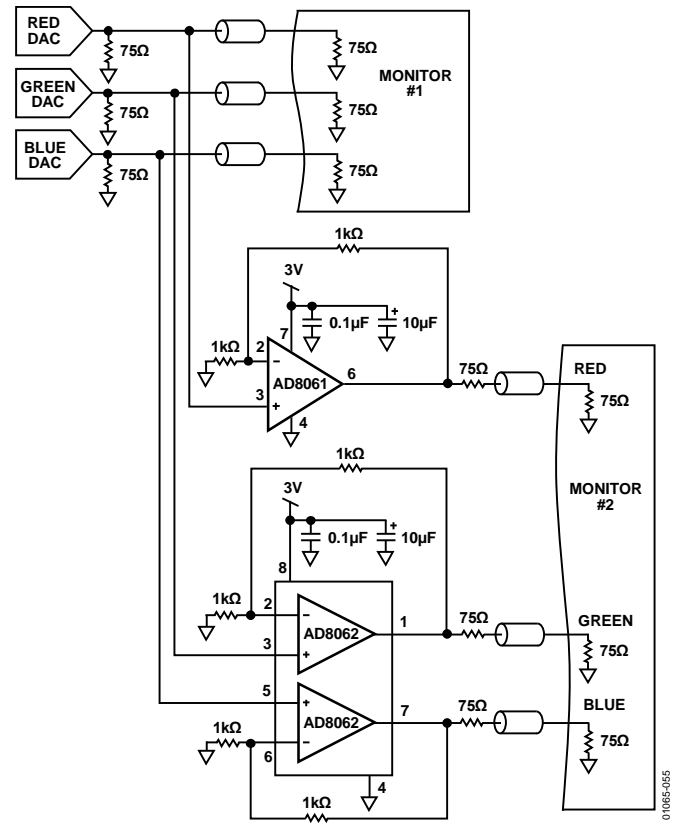 RED
DAC
75Ω
75Ω
GREEN
DAC
75Ω
75Ω
BLUE
DAC
75Ω
75Ω
MONITOR
#1
1kΩ
3V
0.1µF
+
10µF
7
1kΩ
2
−
AD8061
6
3
+
4
75Ω
RED
75Ω
1kΩ
3V
0.1µF
+
10µF
8
MONITOR
#2
1kΩ
2
−
AD8062
1
3
+
75Ω
GREEN
75Ω
5
+
AD8062
7
1kΩ
−
6
75Ω
BLUE
75Ω
4
1kΩ
01065-055